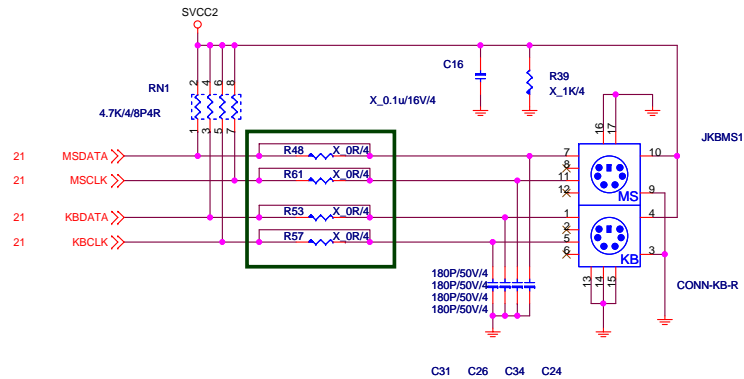 SVCC2
C16
R39
X_1K/4
RN1
4.7K/4/8P4R
X_0.1u/16V/4
2 4 6 8
1 3 5 7
16 17
JKBMS1
21 MSDATA R48 X_0R/4 7 10
8
21 MSCLK R61 X_0R/4 11
12 MS 9
21 KBDATA R53 X_0R/4 1 4
2
21 KBCLK R57 X_0R/4 5
6 KB 3
13 14 15
CONN-KB-R
180P/50V/4
180P/50V/4
180P/50V/4
180P/50V/4
C31 C26 C34 C24